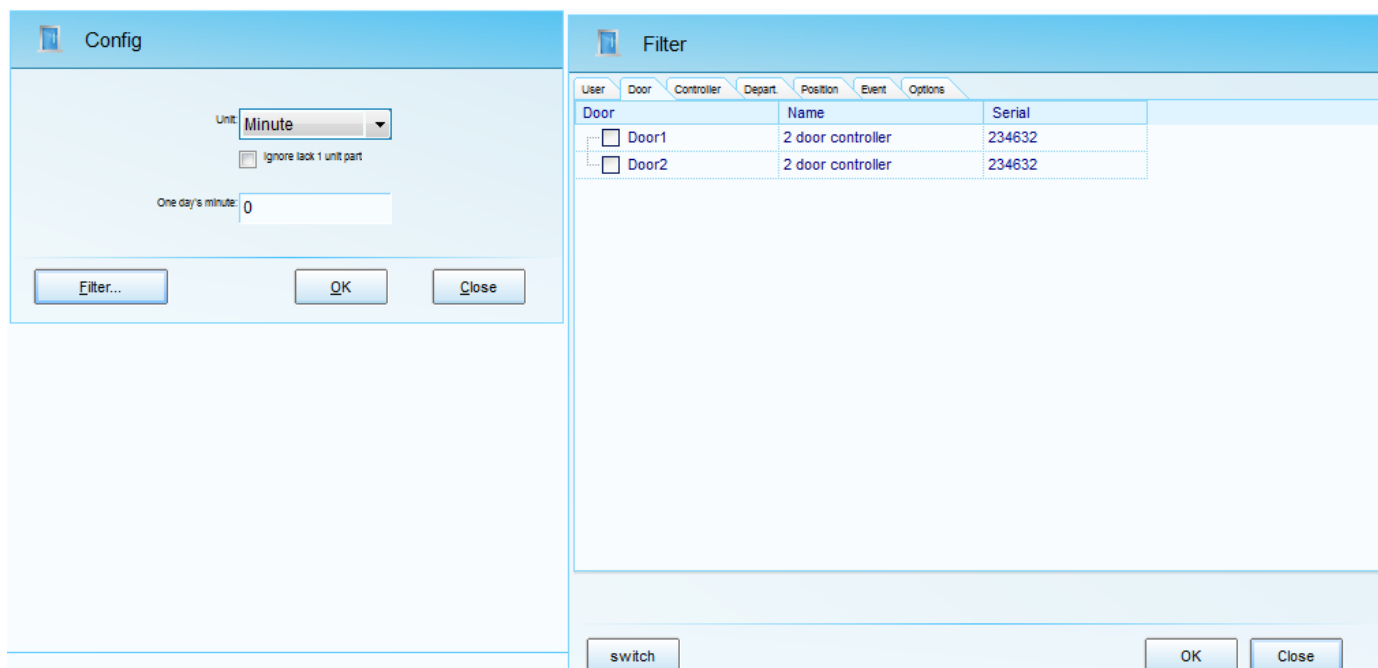 Config
Unit: Minute
Ignore lack 1 unit part
One day's minute: 0
Filter...
OK
Close
Filter
User Door Controller Depart. Position Event Options
Door Name Serial
Door1 2 door controller 234632
Door2 2 door controller 234632
switch
OK
Close